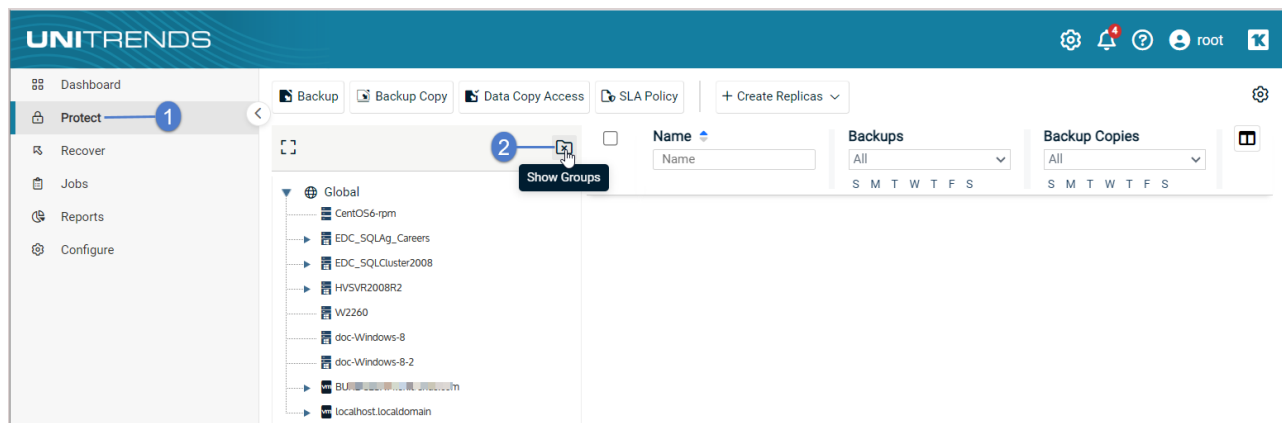 UNITRENDS
4
root
Dashboard
Protect
1
Recover
Jobs
Reports
Configure
Backup
Backup Copy
Data Copy Access
SLA Policy
+ Create Replicas
2
Show Groups
Name
Name
Backups
All
S M T W T F S
Backup Copies
All
S M T W T F S
Global
CentOS6-rpm
EDC_SQLAg_Careers
EDC_SQLCluster2008
HVSVR2008R2
W2260
doc-Windows-8
doc-Windows-8-2
vm
vm localhost.localdomain